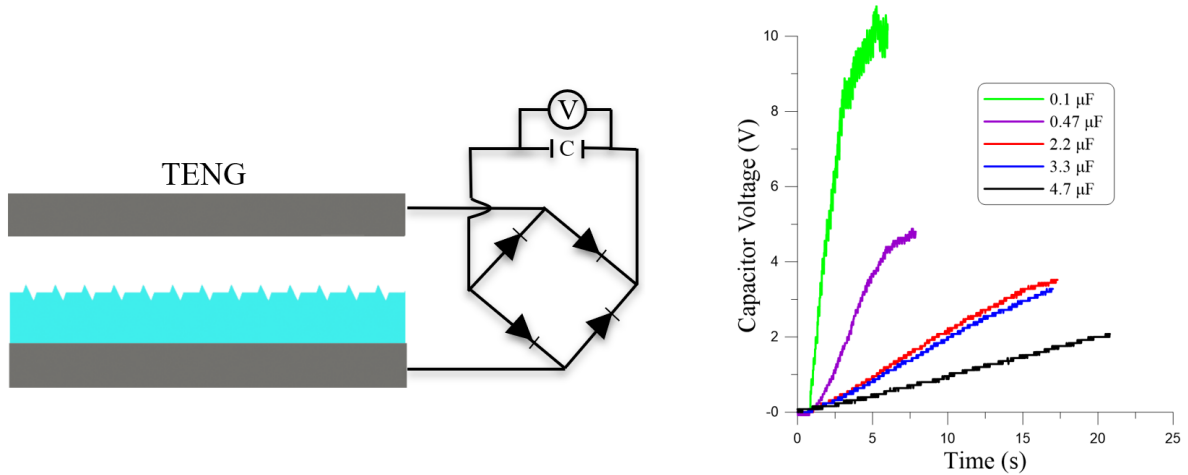 TENG
V
C
Capacitor Voltage (V)
10
8
6
4
2
-0
0.1 μF
0.47 μF
2.2 μF
3.3 μF
4.7 μF
0 5 10 15 20 25
Time (s)